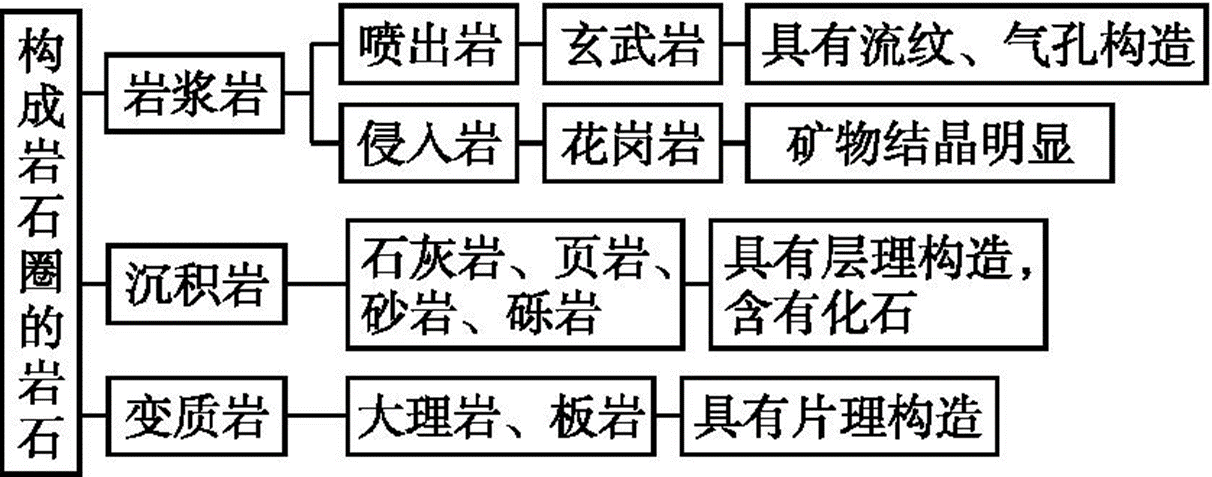 构成岩石圈的岩石
岩浆岩
喷出岩
玄武岩
具有流纹、气孔构造
侵入岩
花岗岩
矿物结晶明显
沉积岩
石灰岩、页岩、
砂岩、砾岩
具有层理构造，
含有化石
变质岩
大理岩、板岩
具有片理构造